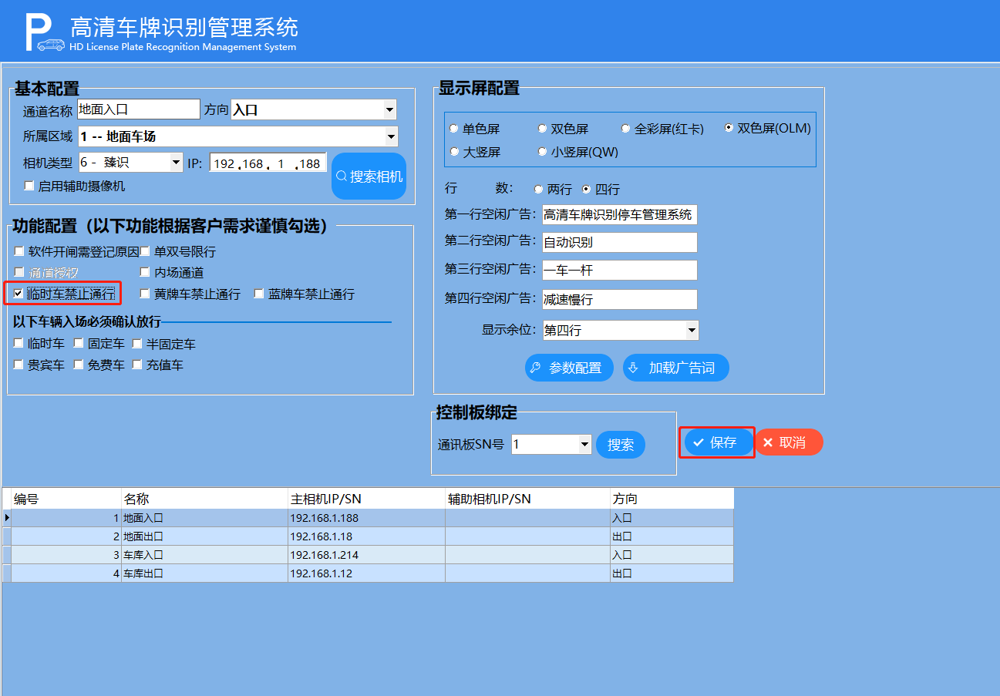 高清车牌识别管理系统
HD License Plate Recognition Management System
基本配置
通道名称 地面入口 方向 入口
所属区域 1 -- 地面车场
相机类型 6 - 臻识 IP: 192 .168 . 1 .188
搜索相机
启用辅助摄像机
功能配置（以下功能根据客户需求谨慎勾选）
软件开闸需登记原因 单双号限行
通道授权 内场通道
临时车禁止通行 黄牌车禁止通行 蓝牌车禁止通行
以下车辆入场必须确认放行
临时车 固定车 半固定车
贵宾车 免费车 充值车
显示屏配置
单色屏 双色屏 全彩屏(红卡) 双色屏(OLM)
大竖屏 小竖屏(QW)
行 数： 两行 四行
第一行空闲广告： 高清车牌识别停车管理系统
第二行空闲广告： 自动识别
第三行空闲广告： 一车一杆
第四行空闲广告： 减速慢行
显示余位： 第四行
参数配置 加载广告词
控制板绑定
通讯板SN号 1 搜索
保存 取消
编号 名称 主相机IP/SN 辅助相机IP/SN 方向
1 地面入口 192.168.1.188 入口
2 地面出口 192.168.1.18 出口
3 车库入口 192.168.1.214 入口
4 车库出口 192.168.1.12 出口